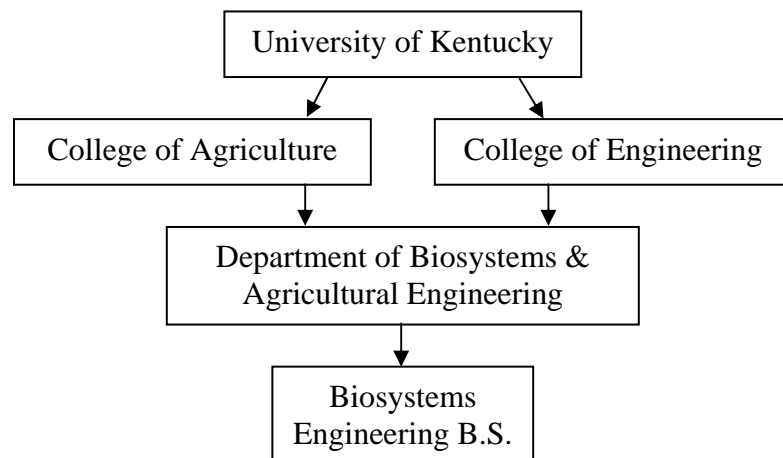 University of Kentucky
College of Agriculture
College of Engineering
Department of Biosystems &
Agricultural Engineering
Biosystems
Engineering B.S.